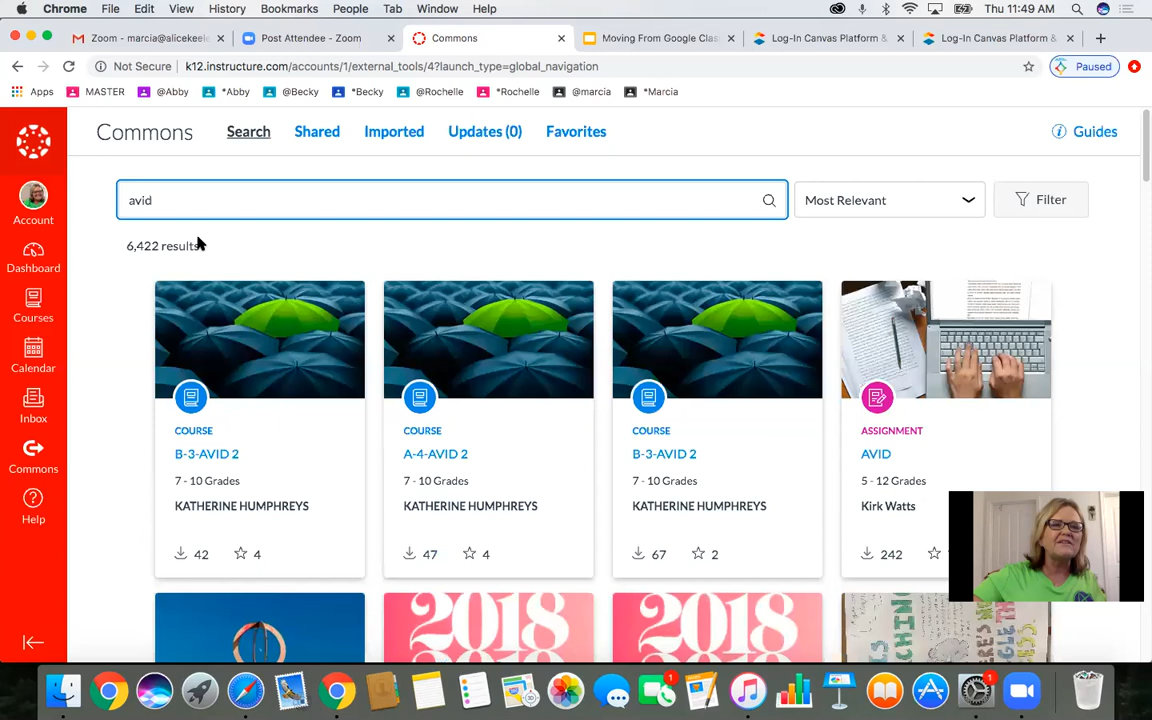 Chrome File Edit View History Bookmarks People Tab Window Help Thu 11:49 AM
Zoom - marcia@alicekeele Post Attendee - Zoom Commons Moving From Google Clas Log-In Canvas Platform & Log-In Canvas Platform &
Not Secure k12.instructure.com/accounts/1/external_tools/4?launch_type=global_navigation Paused
Apps MASTER @Abby *Abby @Becky *Becky @Rochelle *Rochelle @marcia *Marcia
Commons Search Shared Imported Updates (0) Favorites Guides
avid Most Relevant Filter
6,422 results
Account
Dashboard
Courses
Calendar
Inbox
Commons
Help
COURSE
B-3-AVID 2
7 - 10 Grades
KATHERINE HUMPHREYS
42 4
COURSE
A-4-AVID 2
7 - 10 Grades
KATHERINE HUMPHREYS
47 4
COURSE
B-3-AVID 2
7 - 10 Grades
KATHERINE HUMPHREYS
67 2
ASSIGNMENT
AVID
5 - 12 Grades
Kirk Watts
242
2018
2018
1
1